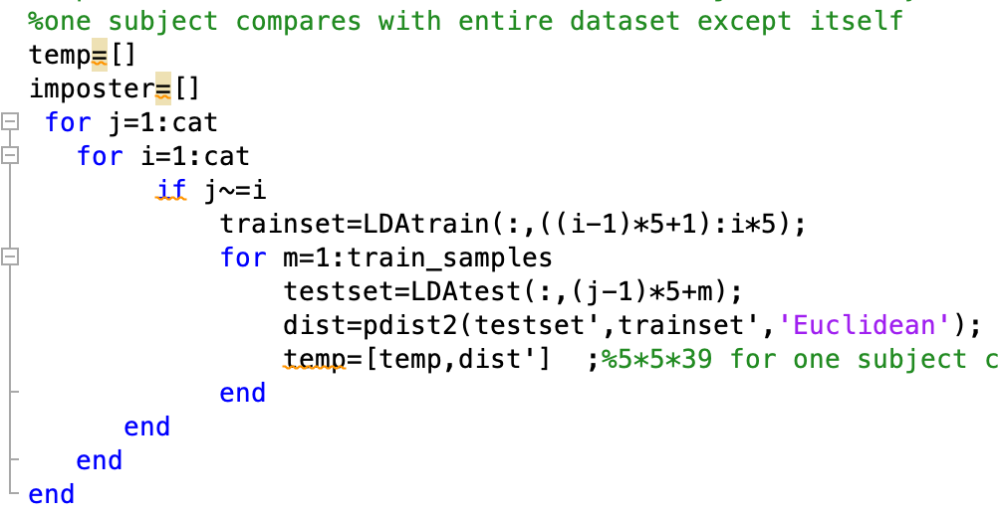 %one subject compares with entire dataset except itself
temp=[]
imposter=[]
for j=1:cat
for i=1:cat
if j~=i
trainset=LDAtrain(:,((i-1)*5+1):i*5);
for m=1:train_samples
testset=LDAtest(:,(j-1)*5+m);
dist=pdist2(testset',trainset','Euclidean');
temp=[temp,dist']  ;%5*5*39 for one subject c
end
end
end
end